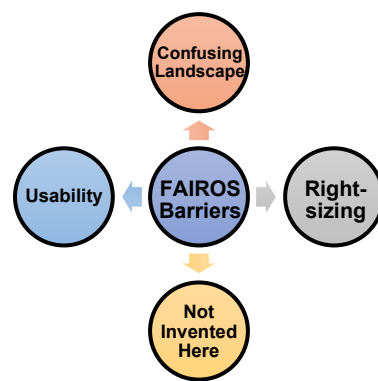 Confusing
Landscape
Usability
FAIROS
Barriers
Right-
sizing
Not
Invented
Here